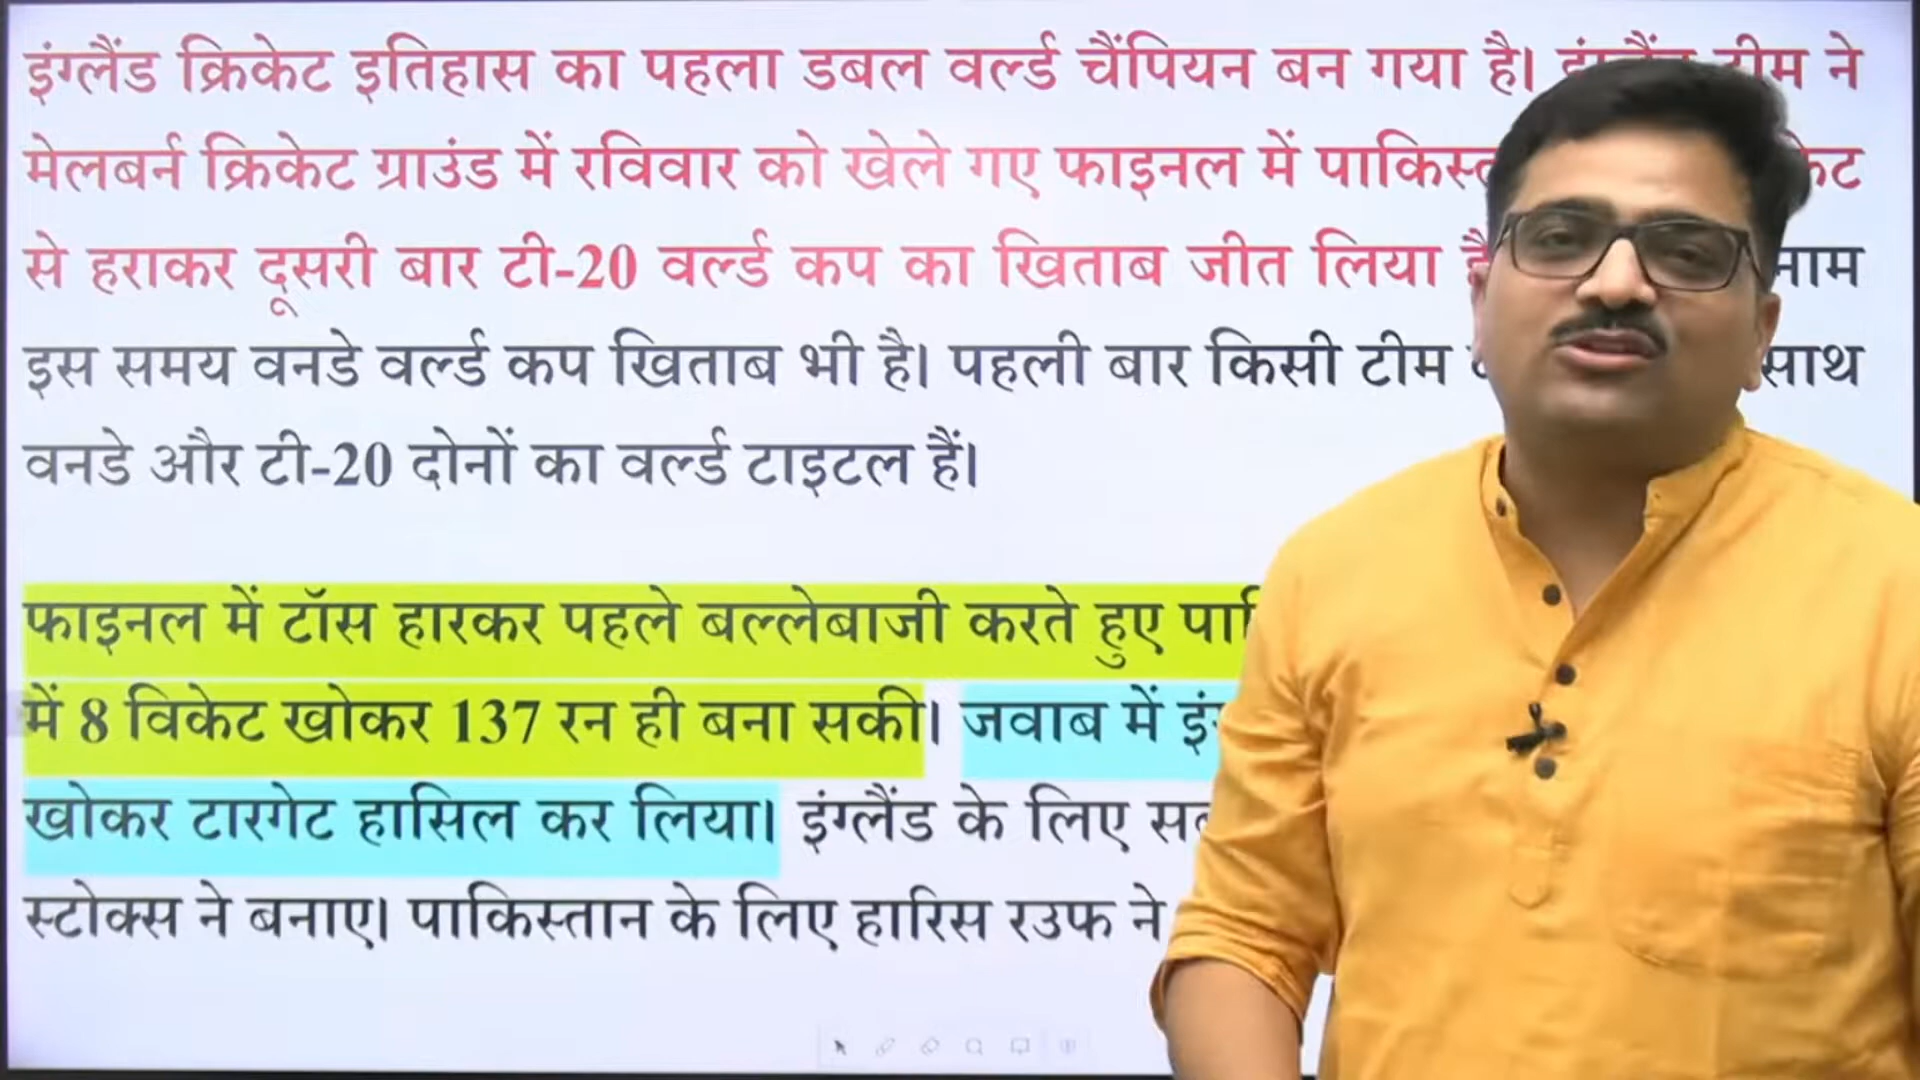 इंग्लैंड क्रिकेट इतिहास का पहला डबल वर्ल्ड चैंपियन बन गया है। इंग्लैंड टीम ने
मेलबर्न क्रिकेट ग्राउंड में रविवार को खेले गए फाइनल में
से हराकर दूसरी बार टी-20 वर्ल्ड कप का खिताब जीत लिया है नाम
इस समय वनडे वर्ल्ड कप खिताब भी है। पहली बार किसी टीम साथ
वनडे और टी-20 दोनों का वर्ल्ड टाइटल हैं।
फाइनल में टॉस हारकर पहले बल्लेबाजी करते हुए
में 8 विकेट खोकर 137 रन ही बना सकी। जवाब में
खोकर टारगेट हासिल कर लिया। इंग्लैंड के लिए
स्टोक्स ने बनाए। पाकिस्तान के लिए हारिस रउफ ने